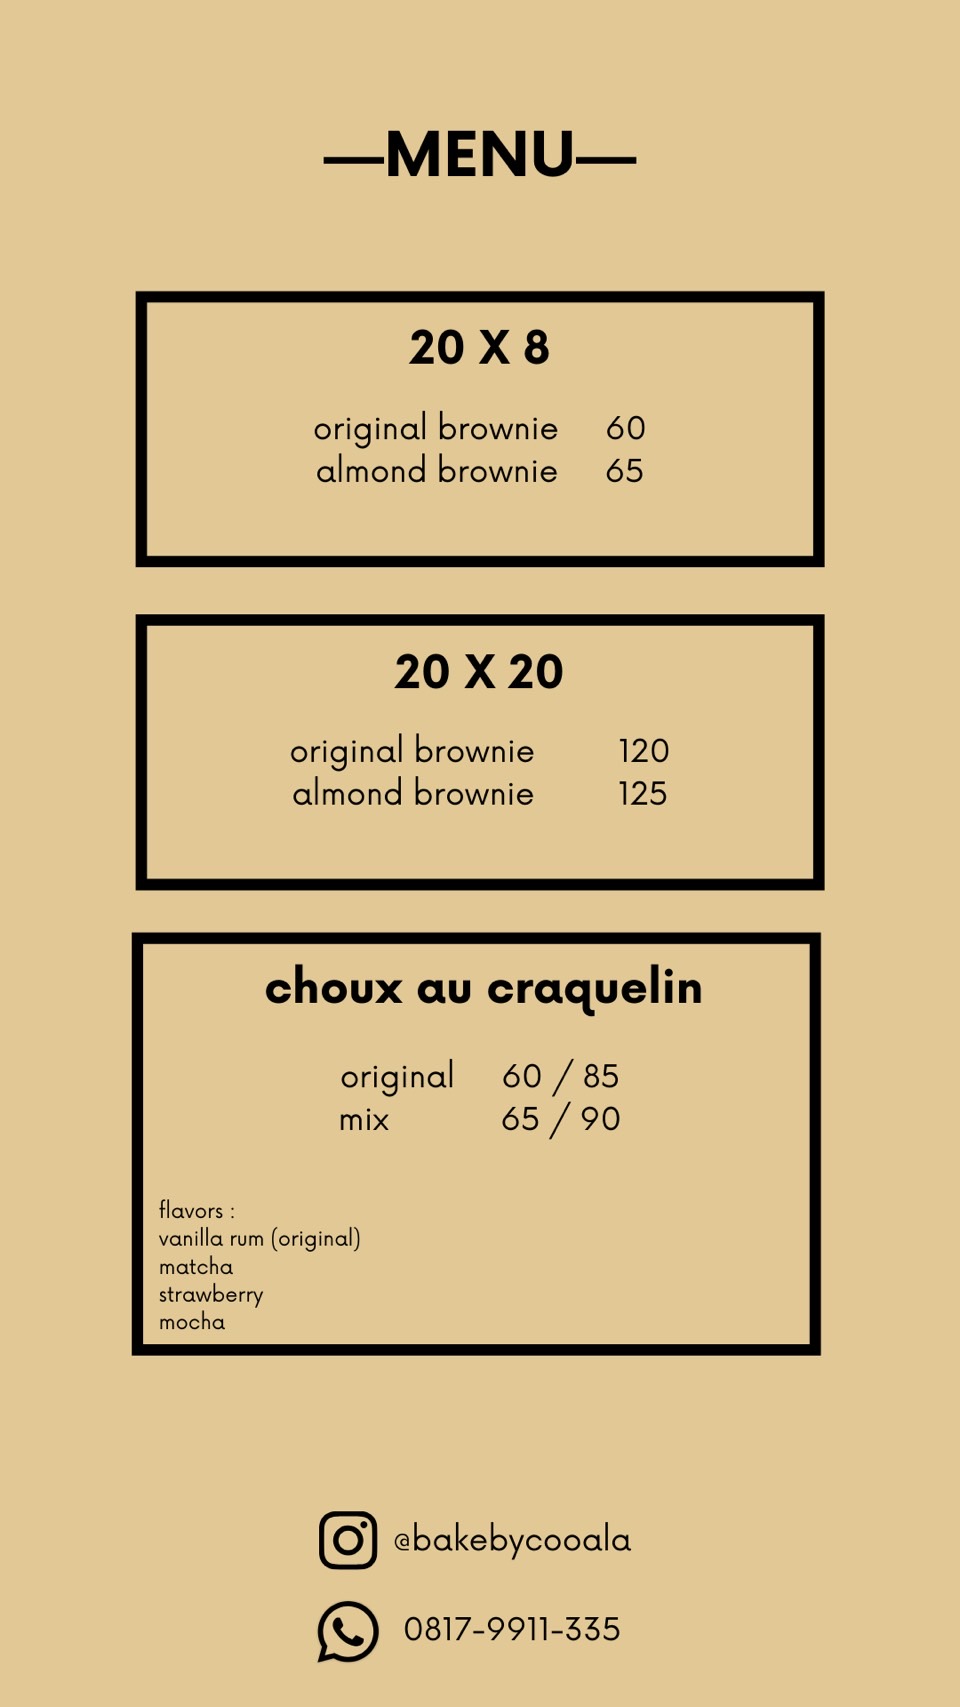 —MENU—
20 X 8
original brownie 60
almond brownie 65
20 X 20
original brownie 120
almond brownie 125
choux au craquelin
original 60 / 85
mix 65 / 90
flavors :
vanilla rum (original)
matcha
strawberry
mocha
@bakebycooala
0817-9911-335